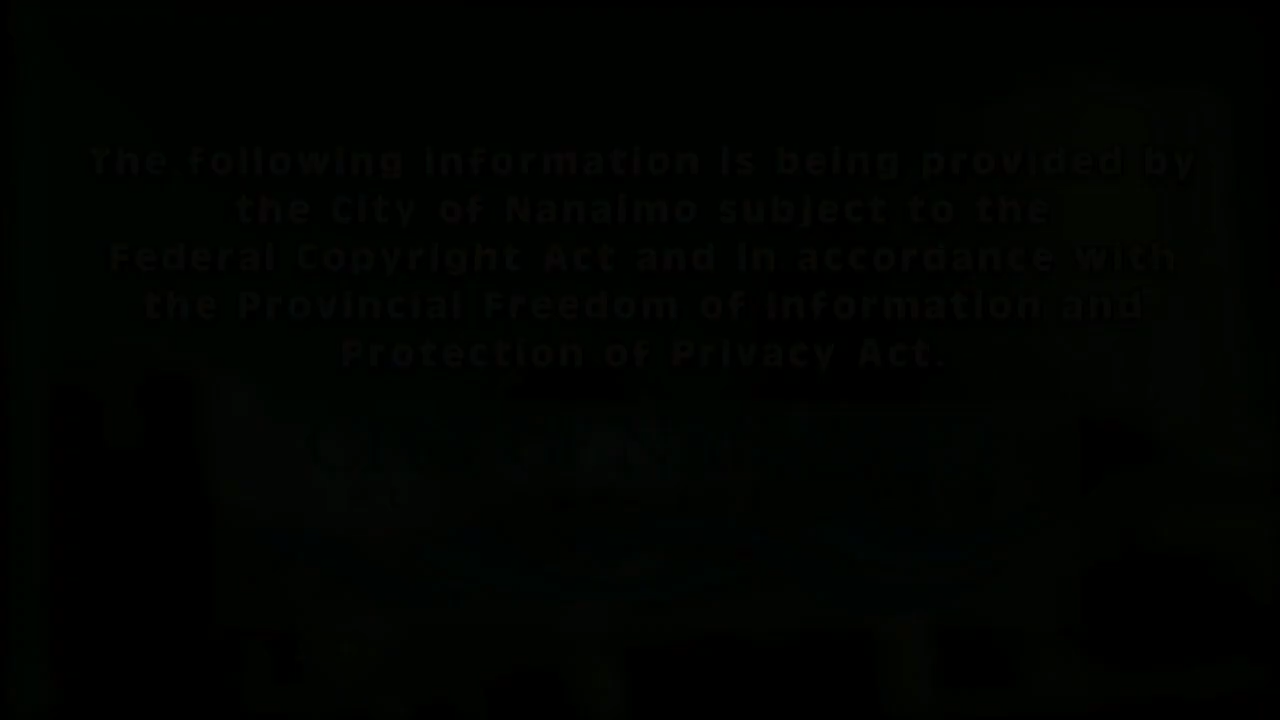 The following information is being provided by
the City of Nanaimo subject to the
Federal Copyright Act and in accordance with
the Provincial Freedom of Information and
Protection of Privacy Act.